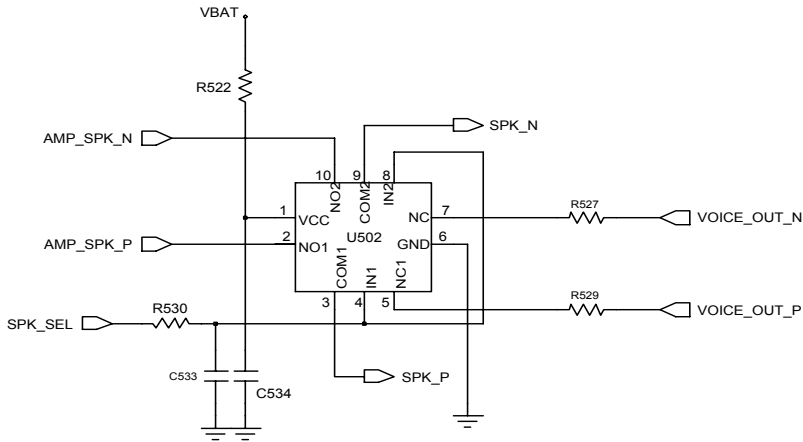 VBAT
R522
AMP_SPK_N
SPK_N
10
9
8
NO2
COM2
IN2
1
VCC
NC
7
R527
VOICE_OUT_N
U502
AMP_SPK_P
2
NO1
GND
6
COM1
IN1
NC1
3
4
5
R529
VOICE_OUT_P
SPK_SEL
R530
C533
C534
SPK_P